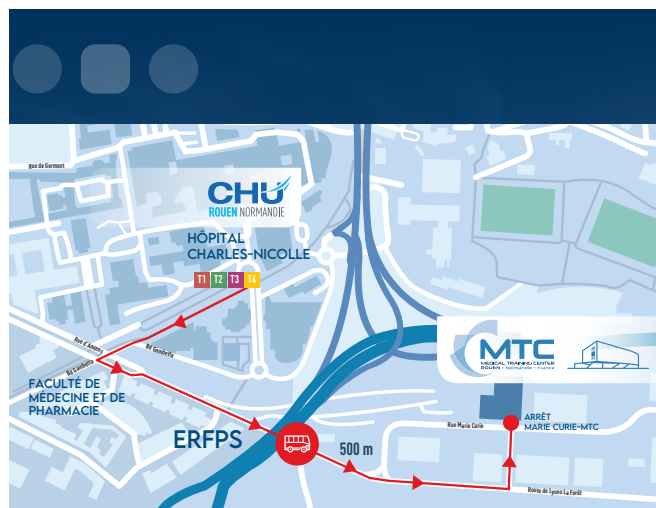 Rue de Germont
CHU
ROUEN NORMANDIE
HÔPITAL
CHARLES-NICOLLE
T1 T2 T3 T4
Rue d'Amiens
Bd Gambetta
Bd Gambetta
FACULTÉ DE
MÉDECINE ET DE
PHARMACIE
MTC
MEDICAL TRAINING CENTER
ROUEN - Normandie - France
ERFPS
500 m
Rue Marie Curie
ARRÊT
MARIE CURIE-MTC
Route de Lyons La Forêt